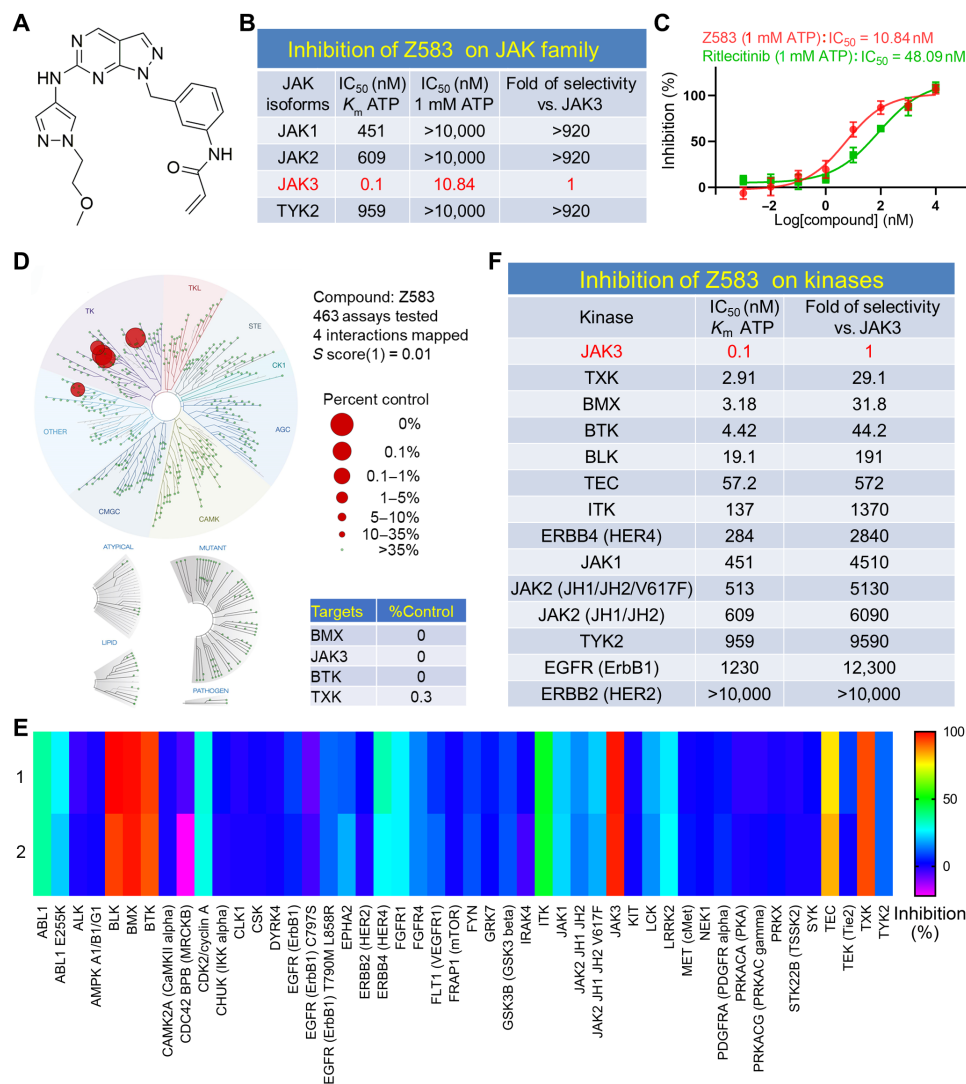 A
N
N
N
N
HN
N
N
O
NH
O
B
Inhibition of Z583 on JAK family
JAK isoforms IC50 (nM) Km ATP IC50 (nM) 1 mM ATP Fold of selectivity vs. JAK3
JAK1 451 >10,000 >920
JAK2 609 >10,000 >920
JAK3 0.1 10.84 1
TYK2 959 >10,000 >920
C
Z583 (1 mM ATP): IC50 = 10.84 nM
Ritlecitinib (1 mM ATP): IC50 = 48.09 nM
Inhibition (%)
100
50
0
−2 0 2 4
Log[compound] (nM)
D
TK
TKL
STE
CK1
AGC
CAMK
CMGC
OTHER
ATYPICAL
MUTANT
LIPID
PATHOGEN
Compound: Z583
463 assays tested
4 interactions mapped
S score(1) = 0.01
Percent control
0%
0.1%
0.1–1%
1–5%
5–10%
10–35%
>35%
Targets %Control
BMX 0
JAK3 0
BTK 0
TXK 0.3
F
Inhibition of Z583 on kinases
Kinase IC50 (nM) Km ATP Fold of selectivity vs. JAK3
JAK3 0.1 1
TXK 2.91 29.1
BMX 3.18 31.8
BTK 4.42 44.2
BLK 19.1 191
TEC 57.2 572
ITK 137 1370
ERBB4 (HER4) 284 2840
JAK1 451 4510
JAK2 (JH1/JH2/V617F) 513 5130
JAK2 (JH1/JH2) 609 6090
TYK2 959 9590
EGFR (ErbB1) 1230 12,300
ERBB2 (HER2) >10,000 >10,000
E
1
2
ABL1
ABL1 E255K
ALK
AMPK A1/B1/G1
BLK
BMX
BTK
CAMK2A (CaMKII alpha)
CDC42 BPB (MRCKB)
CDK2/cyclin A
CHUK (IKK alpha)
CLK1
CSK
DYRK4
EGFR (ErbB1)
EGFR (ErbB1) C797S
EGFR (ErbB1) T790M L858R
EPHA2
ERBB2 (HER2)
ERBB4 (HER4)
FGFR1
FGFR4
FLT1 (VEGFR1)
FRAP1 (mTOR)
FYN
GRK7
GSK3B (GSK3 beta)
IRAK4
ITK
JAK1
JAK2 JH1 JH2
JAK2 JH1 JH2 V617F
JAK3
KIT
LCK
LRRK2
MET (cMet)
NEK1
PDGFRA (PDGFR alpha)
PRKACA (PKA)
PRKACG (PRKAC gamma)
PRKX
STK22B (TSSK2)
SYK
TEC
TEK (Tie2)
TXK
TYK2
100
50
0
Inhibition
(%)